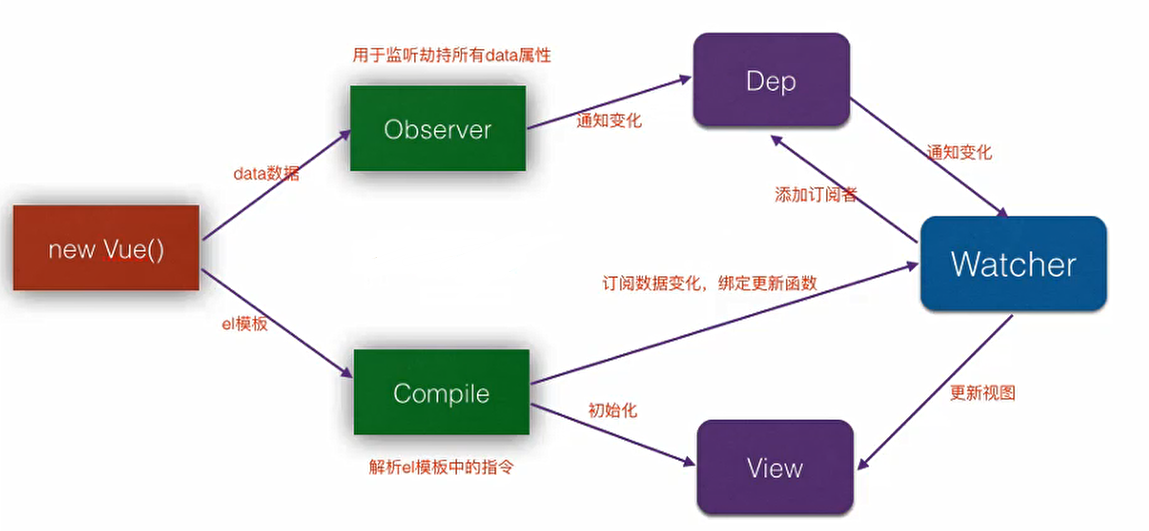 用于监听劫持所有data属性
Dep
Observer
通知变化
通知变化
data数据
添加订阅者
new Vue()
Watcher
订阅数据变化，绑定更新函数
el模板
Compile
更新视图
初始化
解析el模板中的指令
View